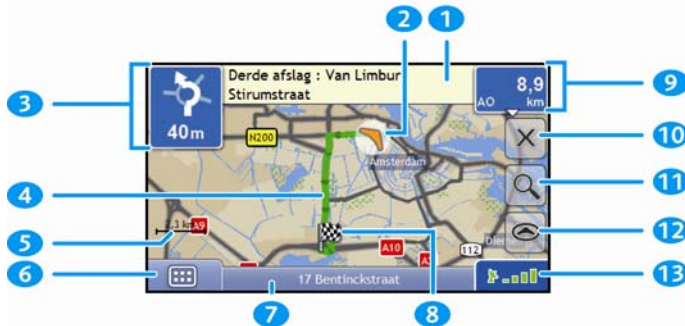 2
1
Derde afslag : Van Limbur
Stirumstraat
3
40m
8,9
AO km
9
N200
10
Amsterdam
11
4
12
5
A9
A10
112
6
17 Bentinckstraat
13
7
8